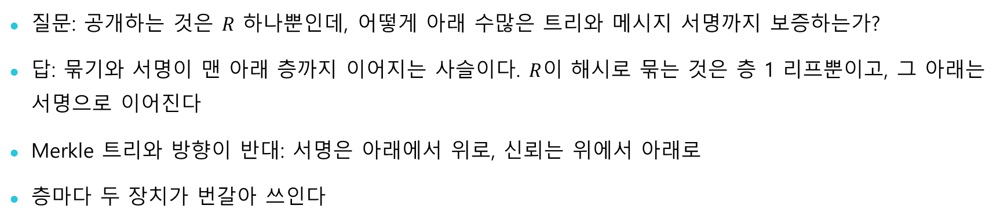 • 질문: 공개하는 것은 R 하나뿐인데, 어떻게 아래 수많은 트리와 메시지 서명까지 보증하는가?
• 답: 묶기와 서명이 맨 아래 층까지 이어지는 사슬이다. R이 해시로 묶는 것은 층 1 리프뿐이고, 그 아래는
서명으로 이어진다
• Merkle 트리와 방향이 반대: 서명은 아래에서 위로, 신뢰는 위에서 아래로
• 층마다 두 장치가 번갈아 쓰인다